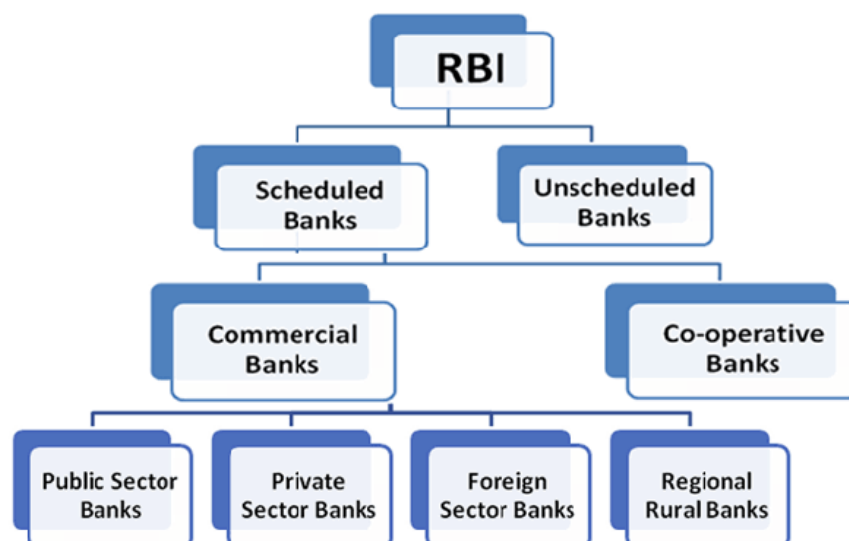 RBI
Scheduled
Banks
Unscheduled
Banks
Commercial
Banks
Co-operative
Banks
Public Sector
Banks
Private
Sector Banks
Foreign
Sector Banks
Regional
Rural Banks